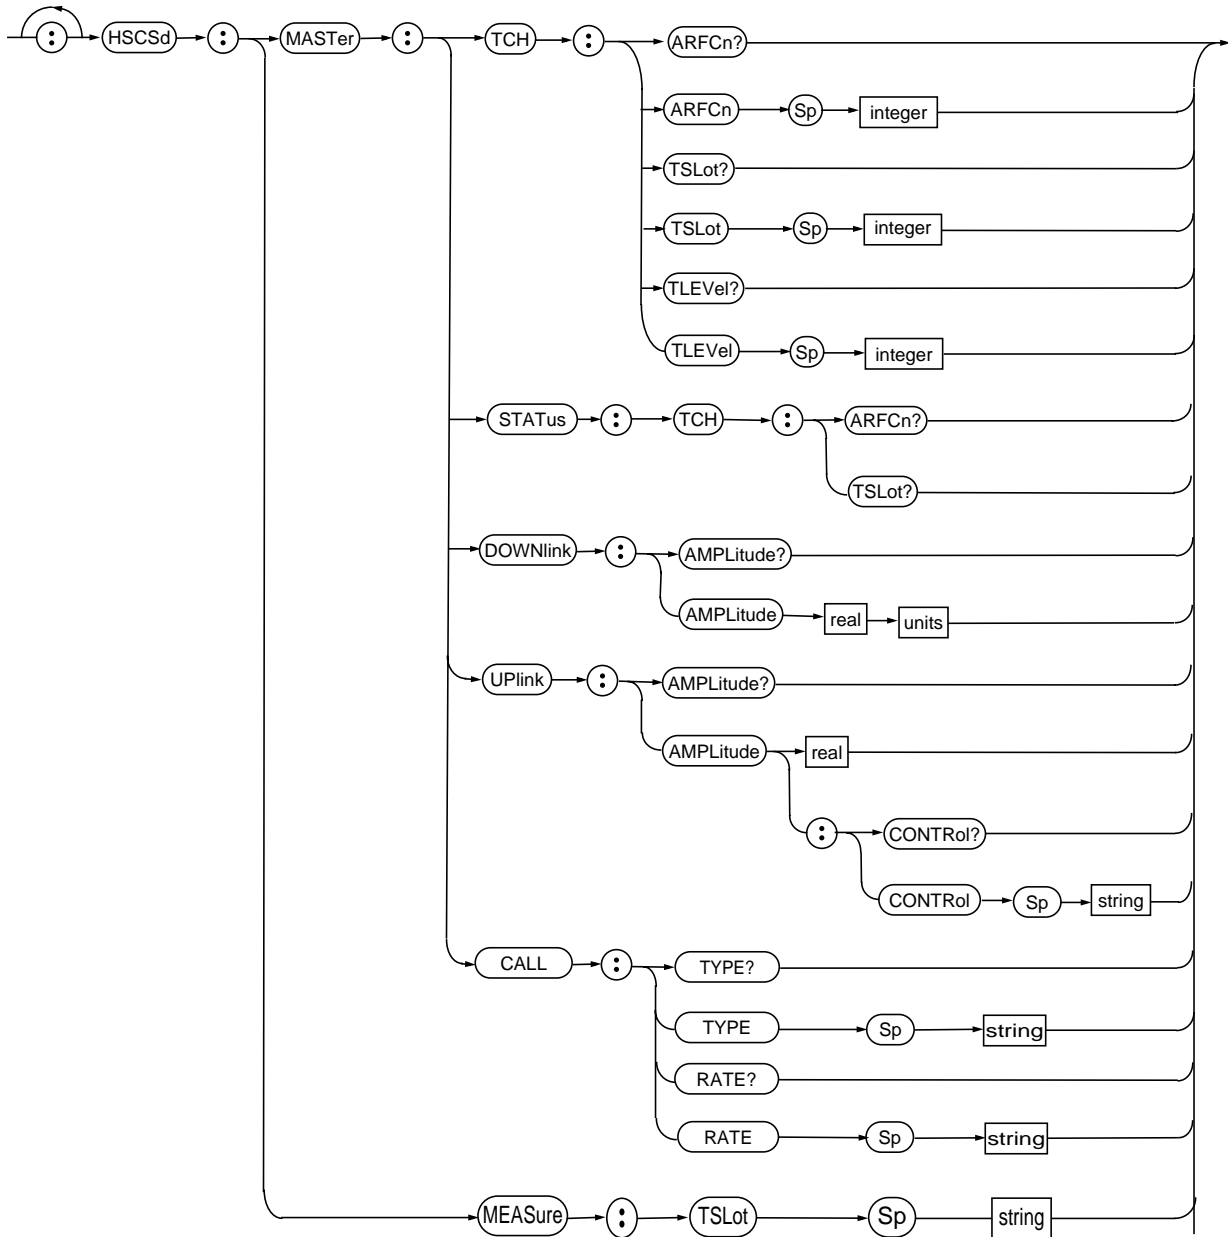 : HSCSd : MASTer : TCH : ARFCn?
ARFCn Sp integer
TSLot?
TSLot Sp integer
TLEVel?
TLEVel Sp integer
STATus : TCH : ARFCn?
TSLot?
DOWNlink : AMPLitude?
AMPLitude real units
UPlink : AMPLitude?
AMPLitude real
: CONTRol?
CONTRol Sp string
CALL : TYPE?
TYPE Sp string
RATE?
RATE Sp string
MEASure : TSLot Sp string